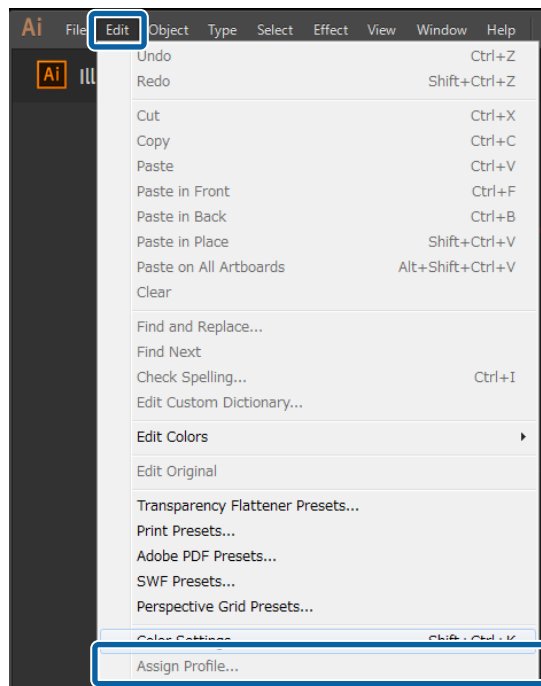 Ai File Edit Object Type Select Effect View Window Help
Ai Ill
Undo Ctrl+Z
Redo Shift+Ctrl+Z
Cut Ctrl+X
Copy Ctrl+C
Paste Ctrl+V
Paste in Front Ctrl+F
Paste in Back Ctrl+B
Paste in Place Shift+Ctrl+V
Paste on All Artboards Alt+Shift+Ctrl+V
Clear
Find and Replace...
Find Next
Check Spelling... Ctrl+I
Edit Custom Dictionary...
Edit Colors
Edit Original
Transparency Flattener Presets...
Print Presets...
Adobe PDF Presets...
SWF Presets...
Perspective Grid Presets...
Color Settings... Shift+Ctrl+K
Assign Profile...